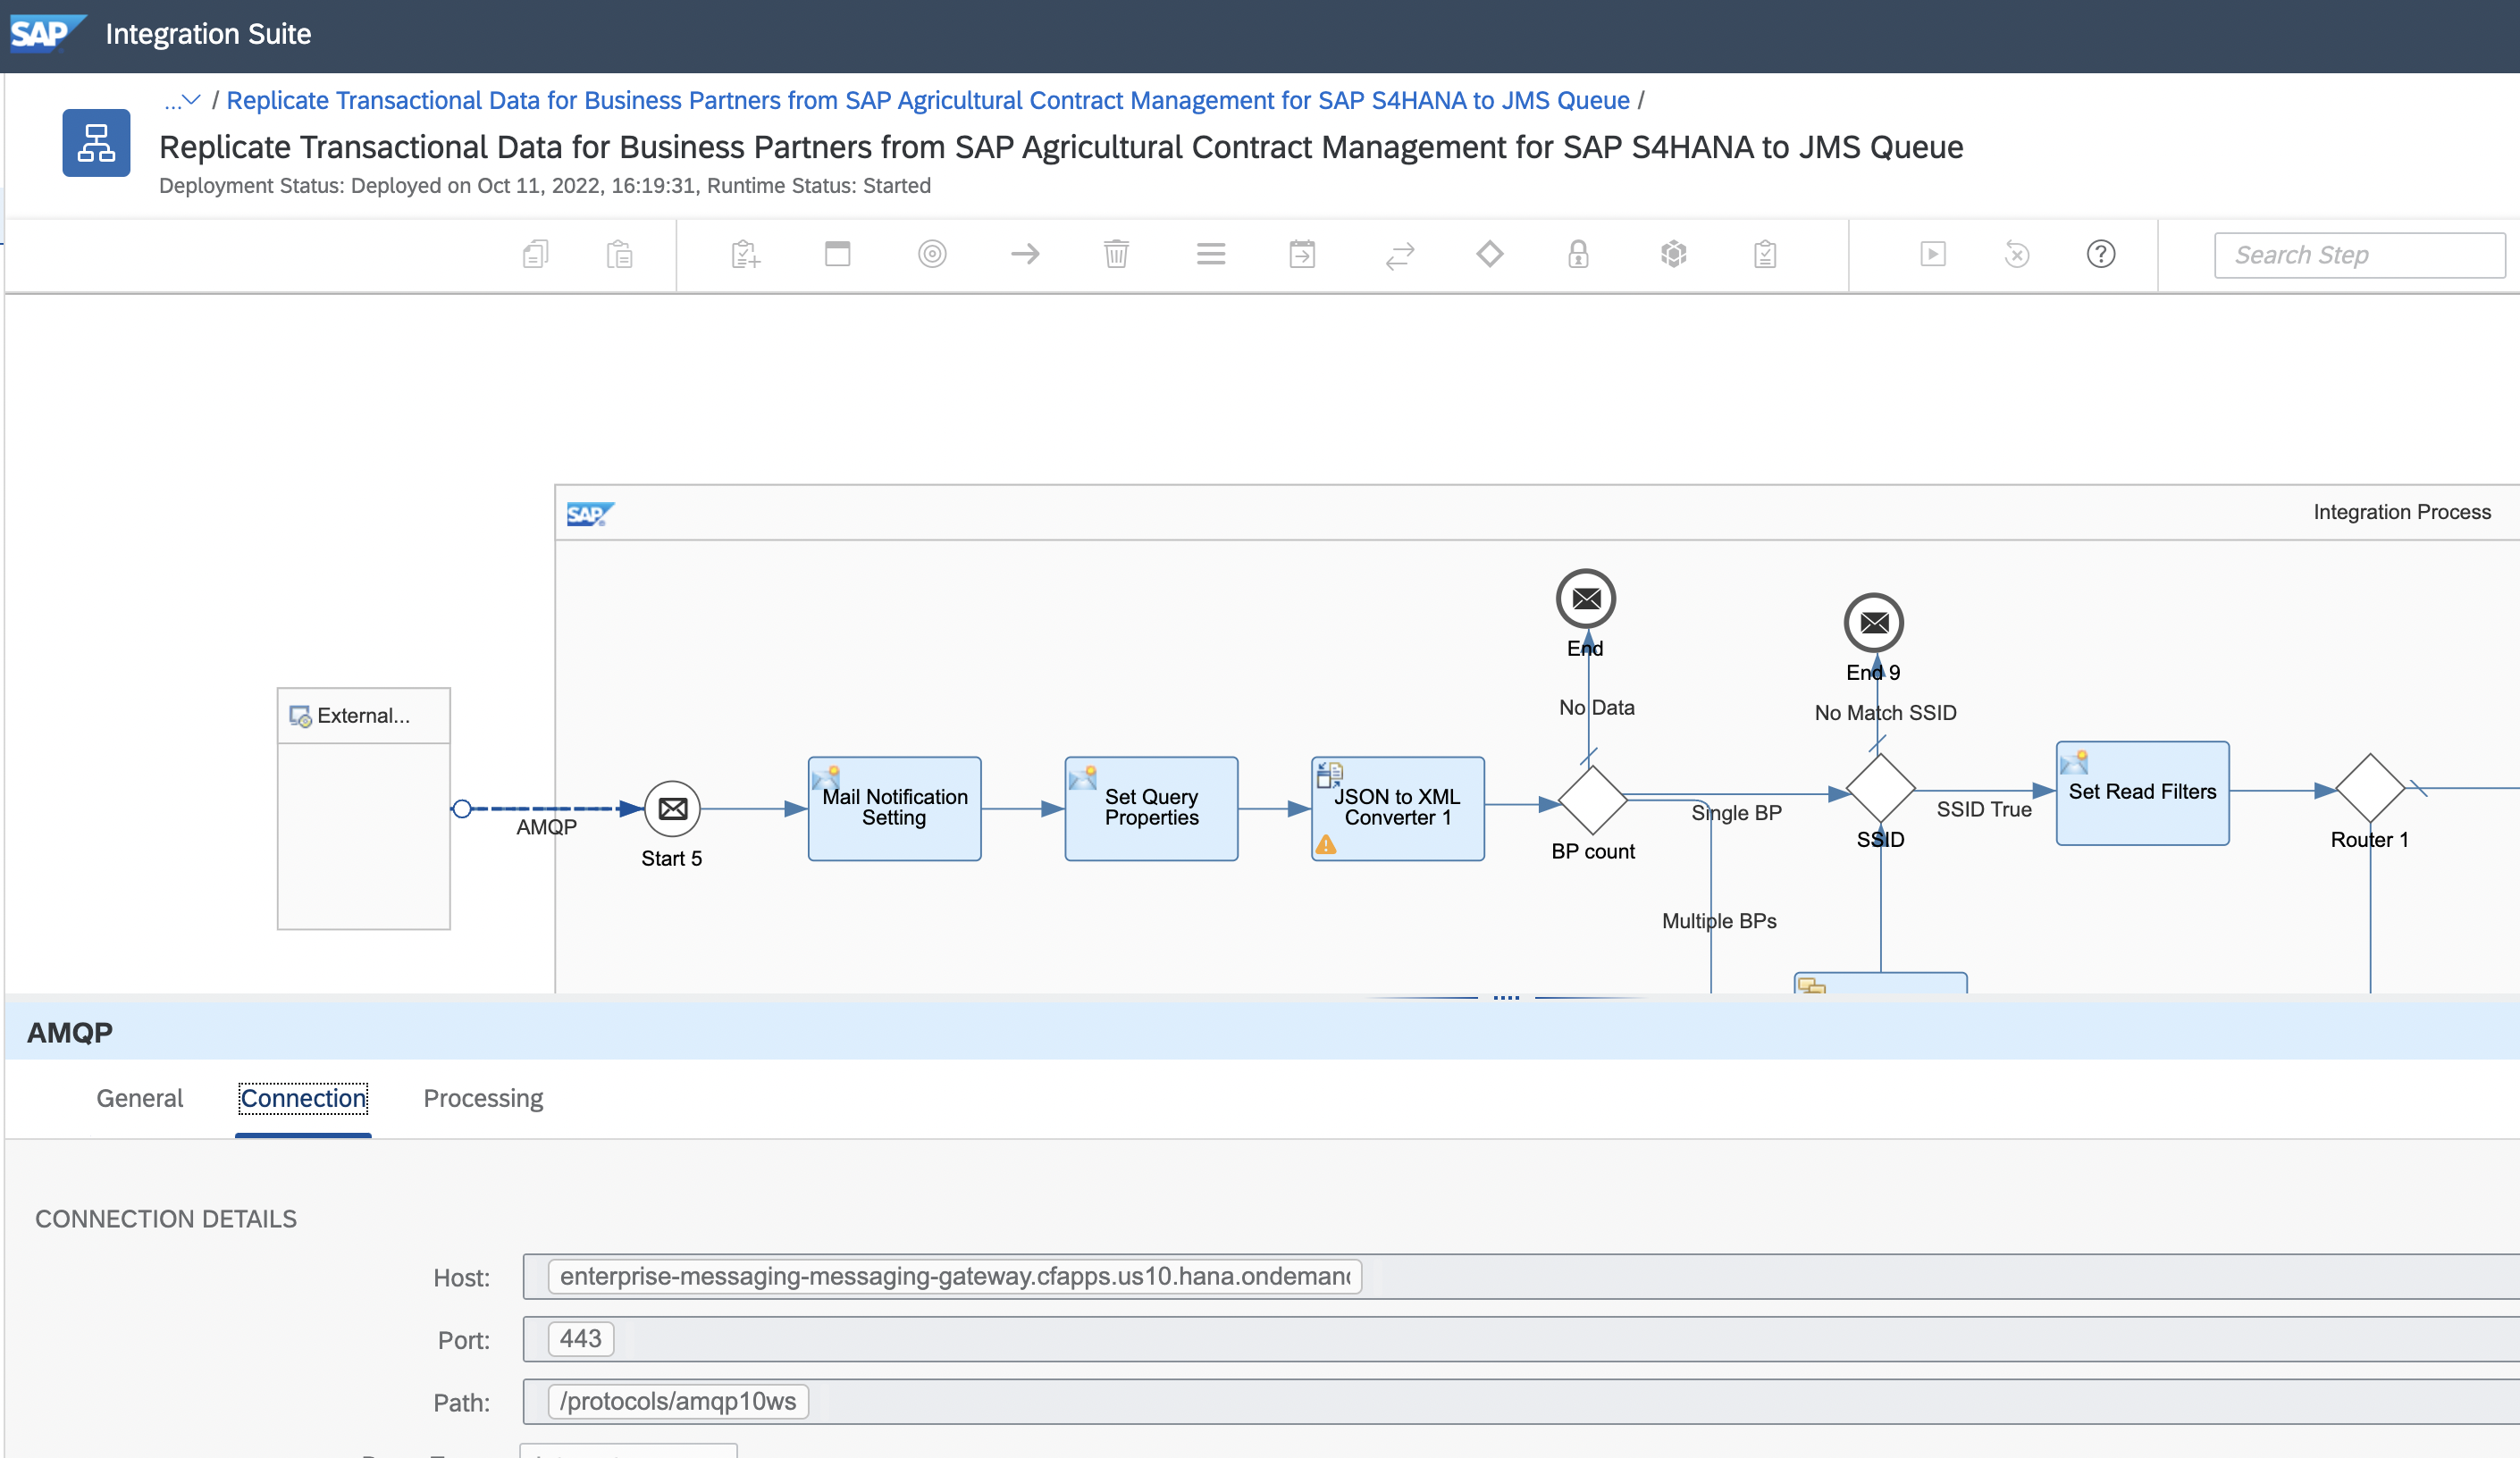 SAP Integration Suite
... / Replicate Transactional Data for Business Partners from SAP Agricultural Contract Management for SAP S4HANA to JMS Queue /
Replicate Transactional Data for Business Partners from SAP Agricultural Contract Management for SAP S4HANA to JMS Queue
Deployment Status: Deployed on Oct 11, 2022, 16:19:31, Runtime Status: Started
Search Step
SAP
Integration Process
End
End 9
No Data
No Match SSID
External...
AMQP
Start 5
Mail Notification
Setting
Set Query
Properties
JSON to XML
Converter 1
BP count
Single BP
Multiple BPs
SSID
SSID True
Set Read Filters
Router 1
AMQP
General
Connection
Processing
CONNECTION DETAILS
Host: enterprise-messaging-messaging-gateway.cfapps.us10.hana.ondeman
Port: 443
Path: /protocols/amqp10ws